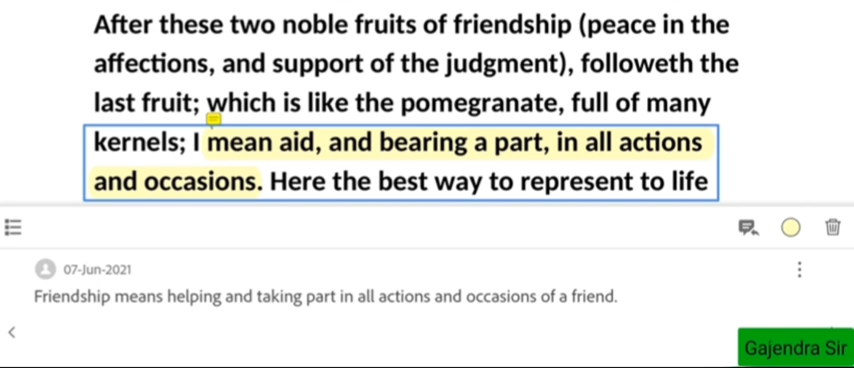 After these two noble fruits of friendship (peace in the
affections, and support of the judgment), followeth the
last fruit; which is like the pomegranate, full of many
kernels; I mean aid, and bearing a part, in all actions
and occasions. Here the best way to represent to life
07-Jun-2021
Friendship means helping and taking part in all actions and occasions of a friend.
Gajendra Sir